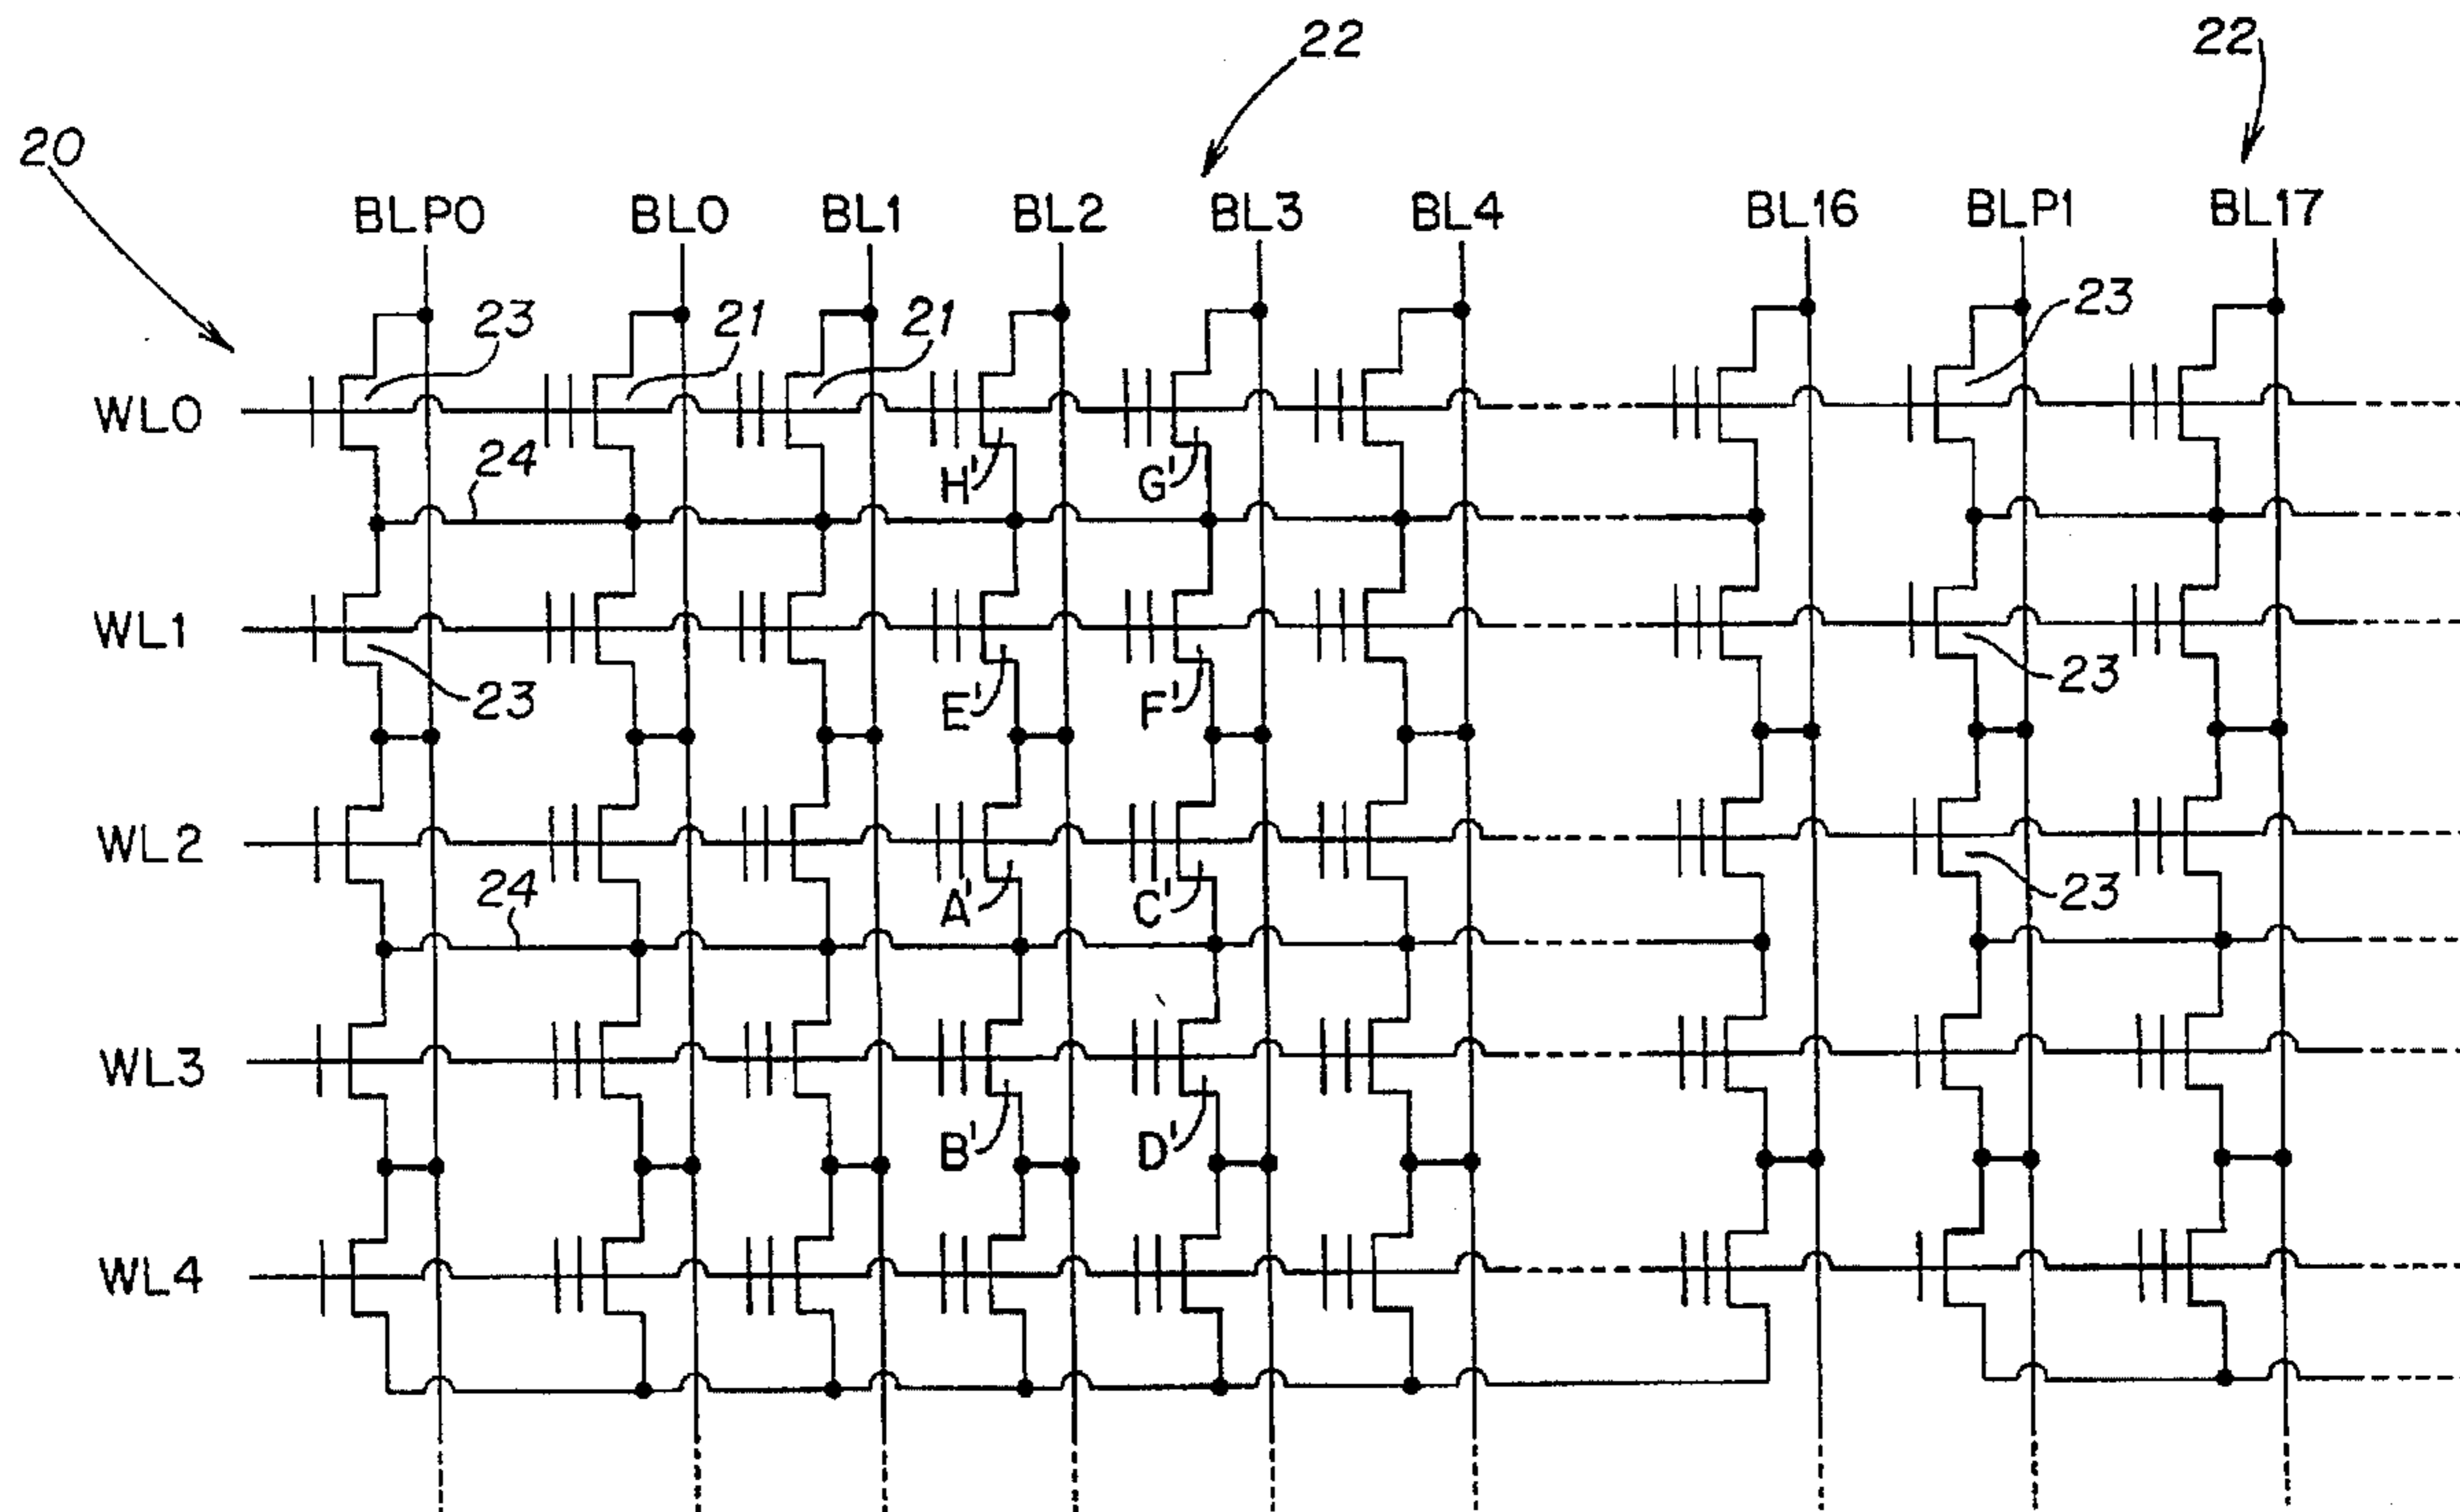 22 22
20
BLP0 BL0 BL1 BL2 BL3 BL4 BL16 BLP1 BL17
23 21 21 23
WL0
24 H' G'
WL1
23 E' F' 23
WL2
24 A' C' 23
WL3
B' D'
WL4